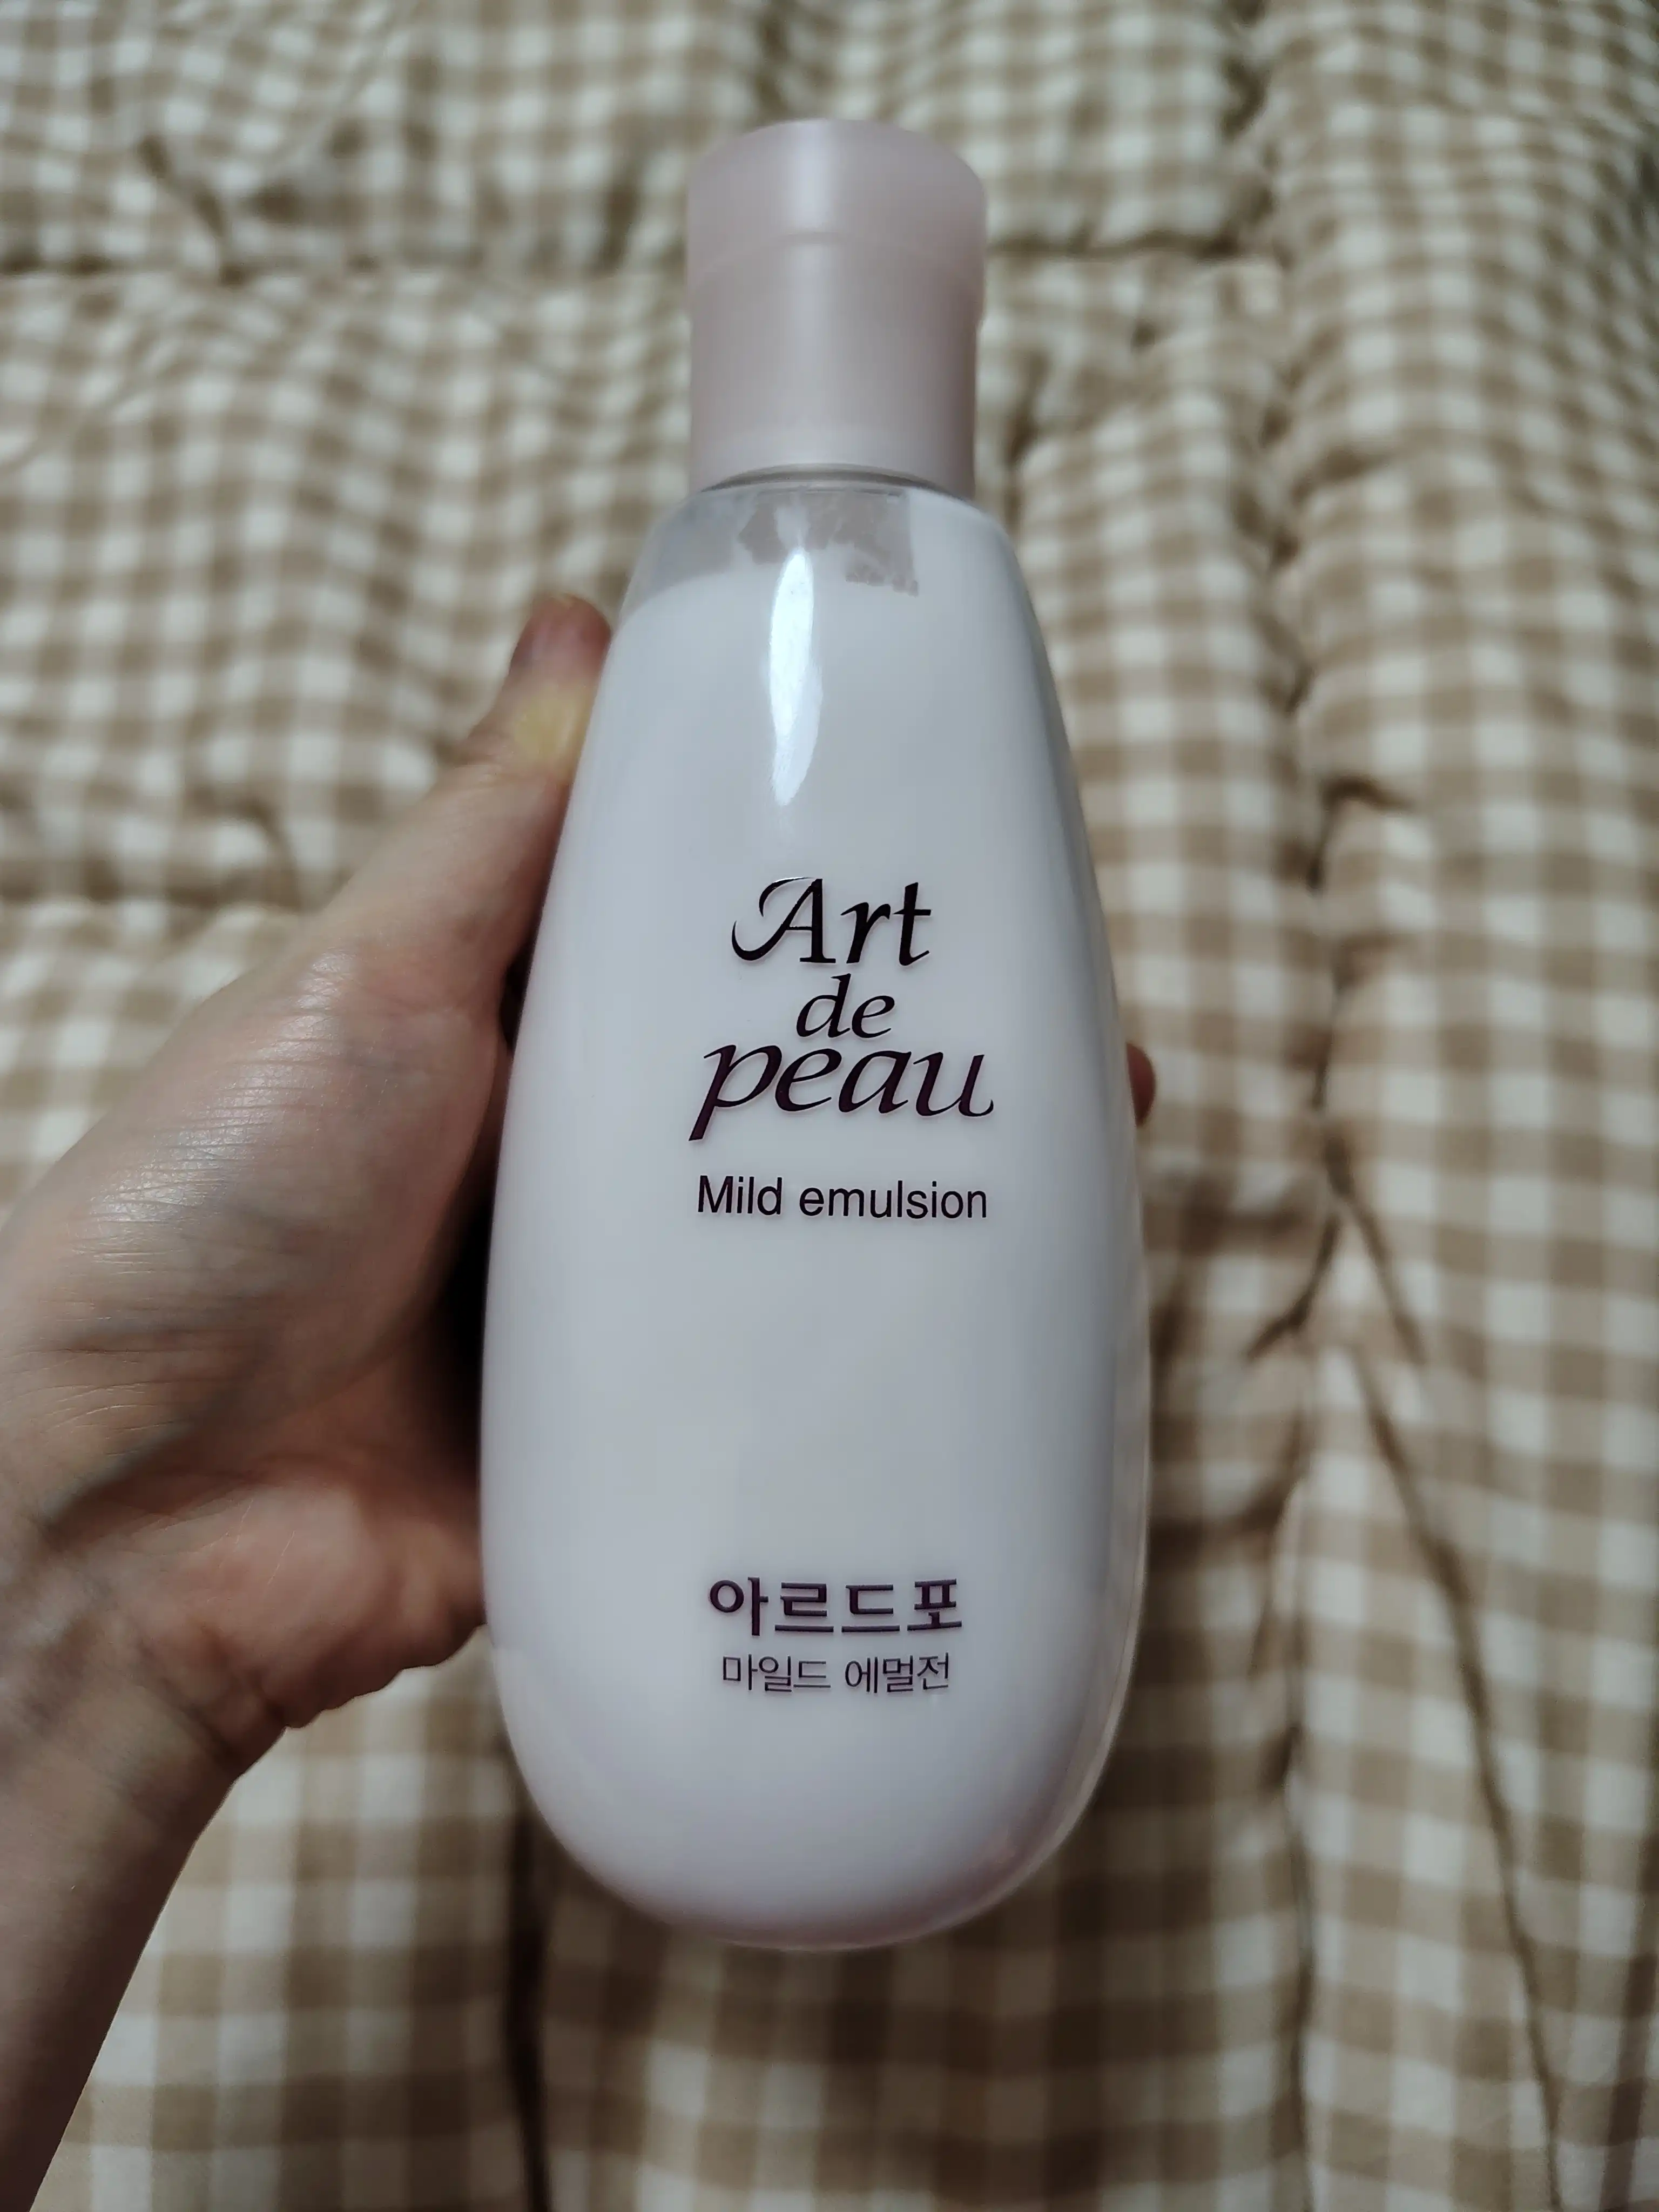 Art
de
peau
Mild emulsion
아르드포
마일드 에멀전